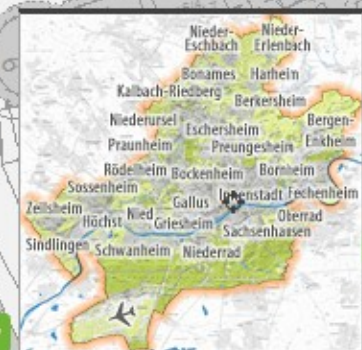 Nieder-
Eschbach
Nieder-
Erlenbach
Bonames
Harheim
Kalbach-Riedberg
Berkersheim
Niederursel
Eschersheim
Bergen-
Enkheim
Praunheim
Preungesheim
Rödelheim
Bockenheim
Bornheim
Sossenheim
Innenstadt
Fechenheim
Zeilsheim
Höchst
Nied
Gallus
Griesheim
Oberrad
Sachsenhausen
Sindlingen
Schwanheim
Niederrad